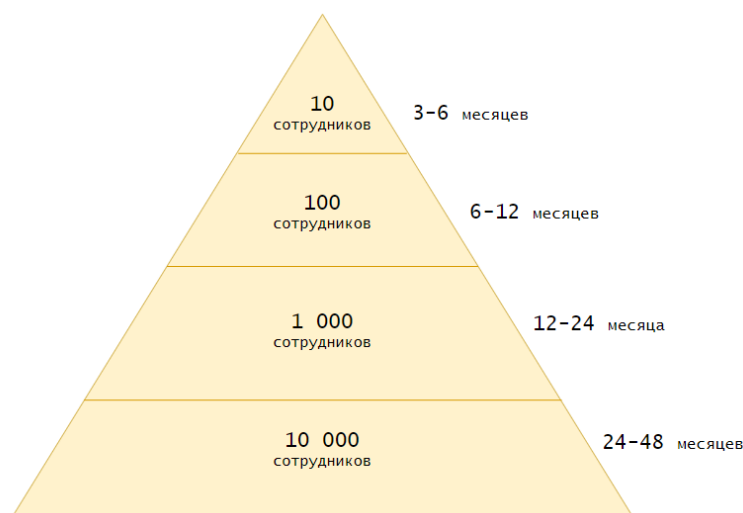 10
сотрудников
3-6 месяцев
100
сотрудников
6-12 месяцев
1 000
сотрудников
12-24 месяца
10 000
сотрудников
24-48 месяцев